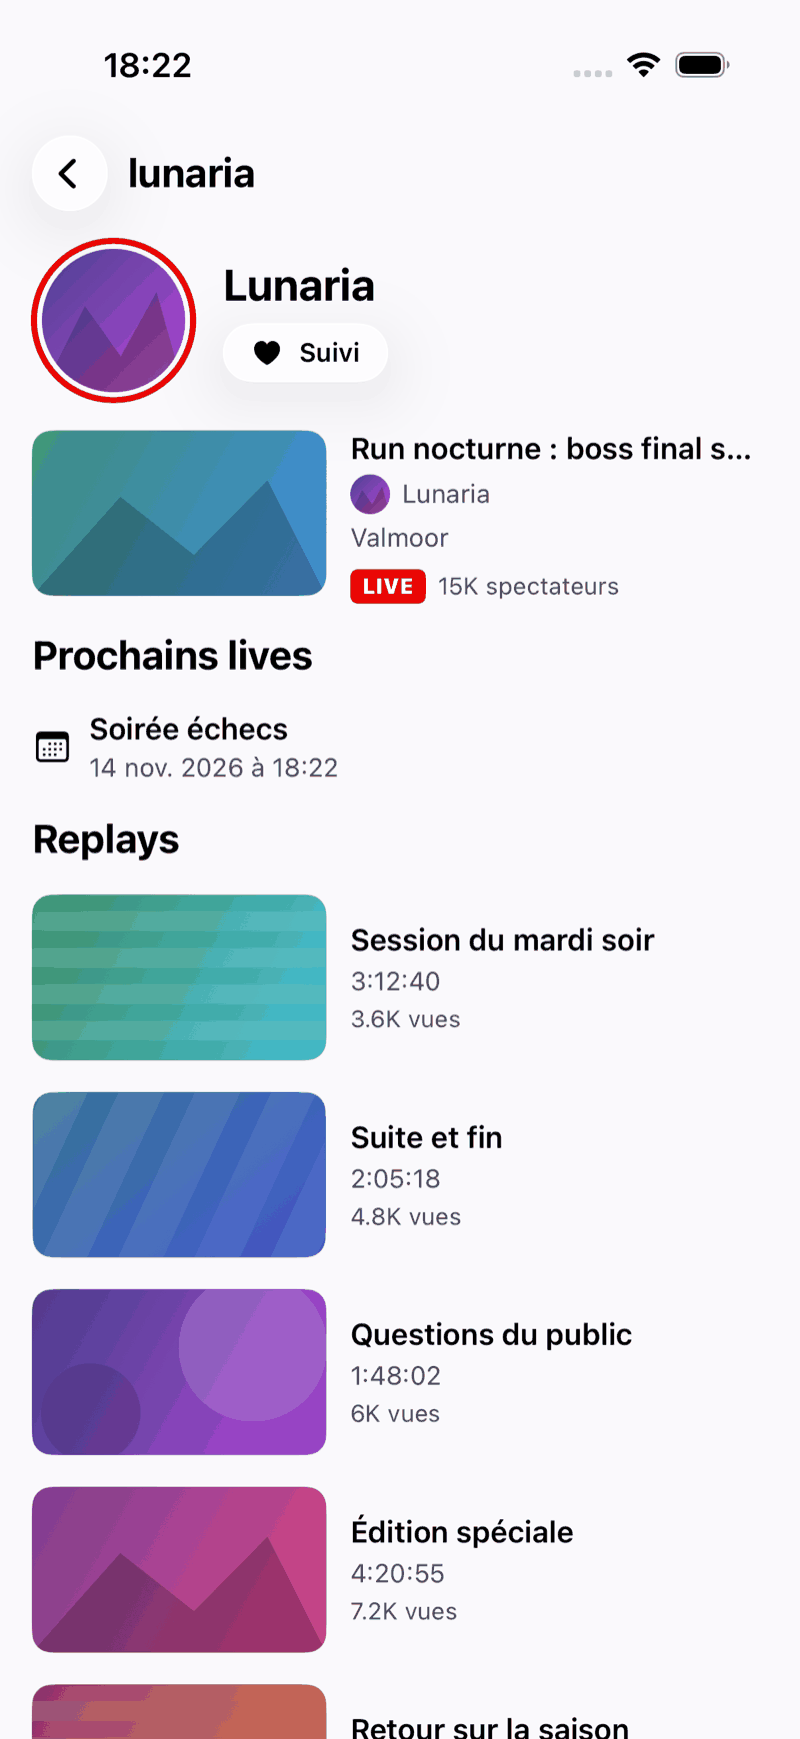 18:22
lunaria
Lunaria
Suivi
Run nocturne : boss final s...
Lunaria
Valmoor
LIVE 15K spectateurs
Prochains lives
Soirée échecs
14 nov. 2026 à 18:22
Replays
Session du mardi soir
3:12:40
3.6K vues
Suite et fin
2:05:18
4.8K vues
Questions du public
1:48:02
6K vues
Édition spéciale
4:20:55
7.2K vues
Retour sur la saison